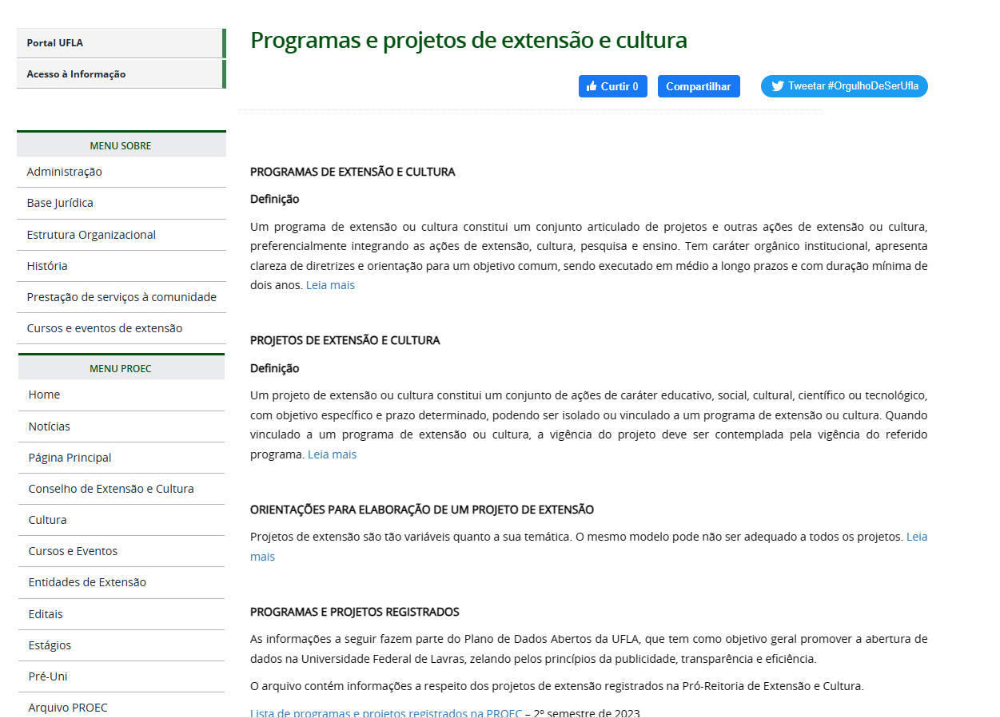 Portal UFLA
Acesso à Informação
MENU SOBRE
Administração
Base Jurídica
Estrutura Organizacional
História
Prestação de serviços à comunidade
Cursos e eventos de extensão
MENU PROEC
Home
Notícias
Página Principal
Conselho de Extensão e Cultura
Cultura
Cursos e Eventos
Entidades de Extensão
Editais
Estágios
Pré-Uni
Arquivo PROEC
Programas e projetos de extensão e cultura
Curtir 0
Compartilhar
Tweetar #OrgulhoDeSerUfla
PROGRAMAS DE EXTENSÃO E CULTURA
Definição
Um programa de extensão ou cultura constitui um conjunto articulado de projetos e outras ações de extensão ou cultura,
preferencialmente integrando as ações de extensão, cultura, pesquisa e ensino. Tem caráter orgânico institucional, apresenta
clareza de diretrizes e orientação para um objetivo comum, sendo executado em médio a longo prazos e com duração mínima de
dois anos. Leia mais
PROJETOS DE EXTENSÃO E CULTURA
Definição
Um projeto de extensão ou cultura constitui um conjunto de ações de caráter educativo, social, cultural, científico ou tecnológico,
com objetivo específico e prazo determinado, podendo ser isolado ou vinculado a um programa de extensão ou cultura. Quando
vinculado a um programa de extensão ou cultura, a vigência do projeto deve ser contemplada pela vigência do referido
programa. Leia mais
ORIENTAÇÕES PARA ELABORAÇÃO DE UM PROJETO DE EXTENSÃO
Projetos de extensão são tão variáveis quanto a sua temática. O mesmo modelo pode não ser adequado a todos os projetos. Leia
mais
PROGRAMAS E PROJETOS REGISTRADOS
As informações a seguir fazem parte do Plano de Dados Abertos da UFLA, que tem como objetivo geral promover a abertura de
dados na Universidade Federal de Lavras, zelando pelos princípios da publicidade, transparência e eficiência.
O arquivo contém informações a respeito dos projetos de extensão registrados na Pró-Reitoria de Extensão e Cultura.
Lista de programas e projetos registrados na PROEC – 2º semestre de 2023